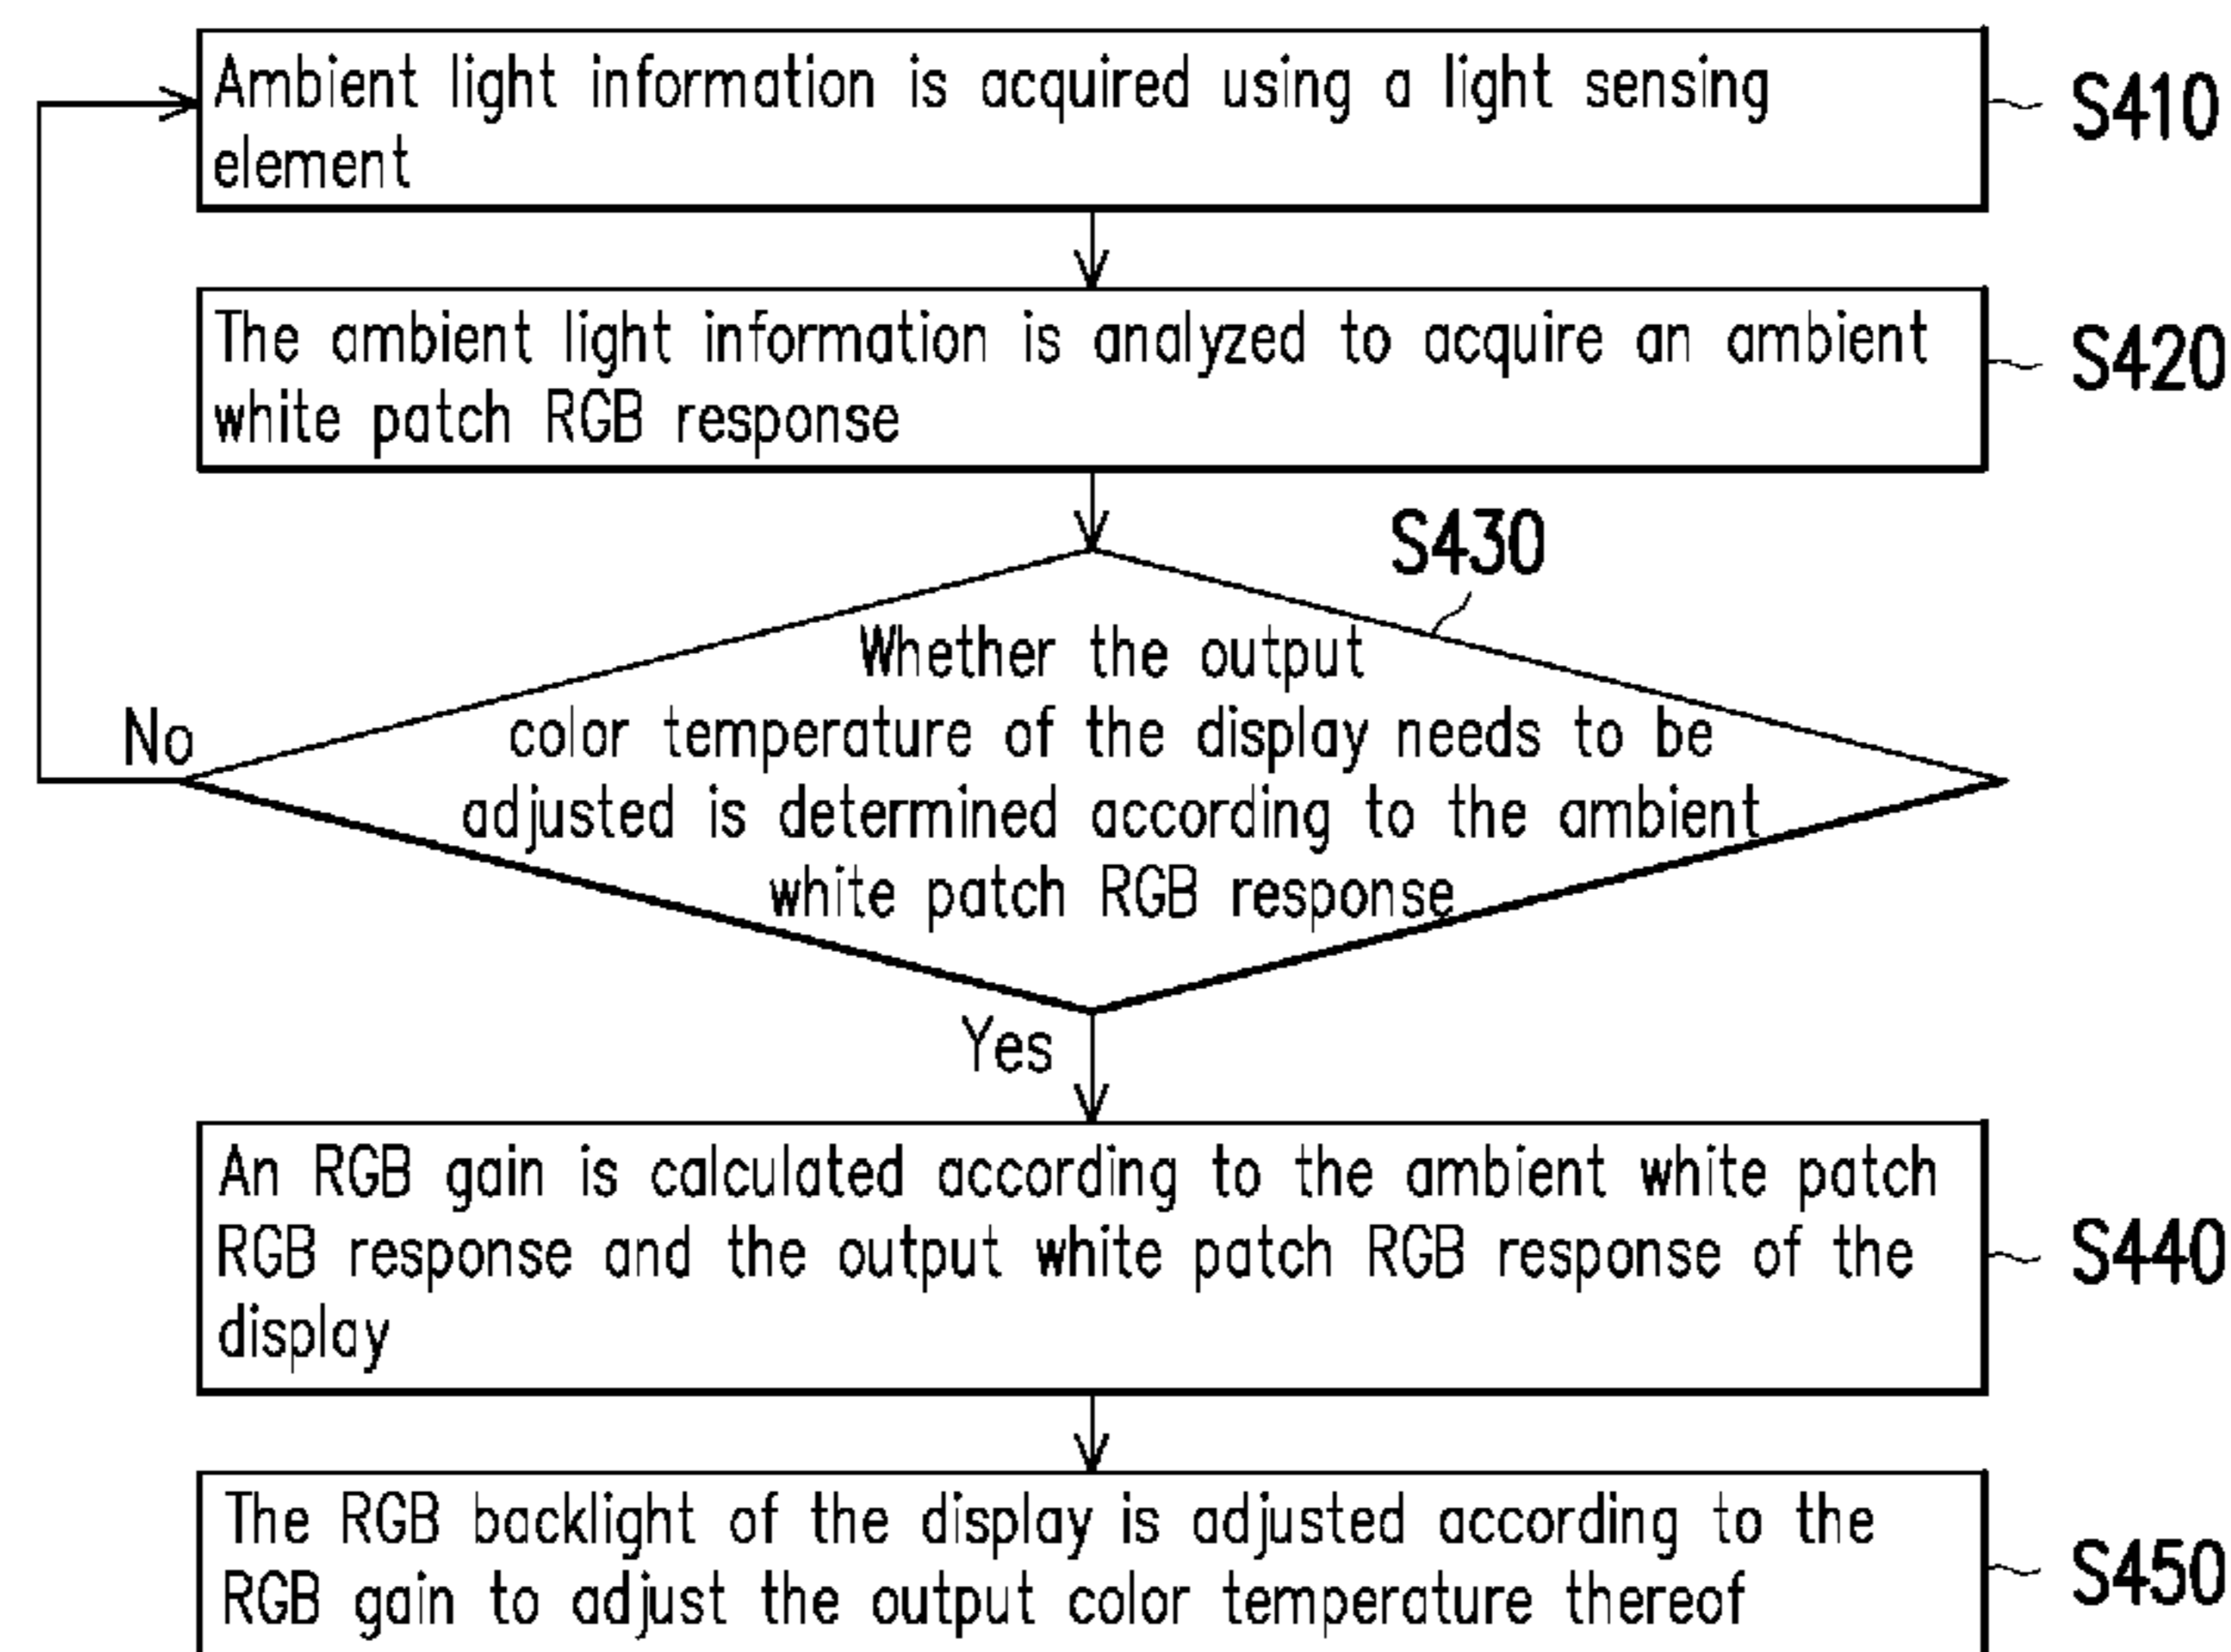 Ambient light information is acquired using a light sensing
element
S410
The ambient light information is analyzed to acquire an ambient
white patch RGB response
S420
S430
Whether the output
color temperature of the display needs to be
adjusted is determined according to the ambient
white patch RGB response
No
Yes
An RGB gain is calculated according to the ambient white patch
RGB response and the output white patch RGB response of the
display
S440
The RGB backlight of the display is adjusted according to the
RGB gain to adjust the output color temperature thereof
S450